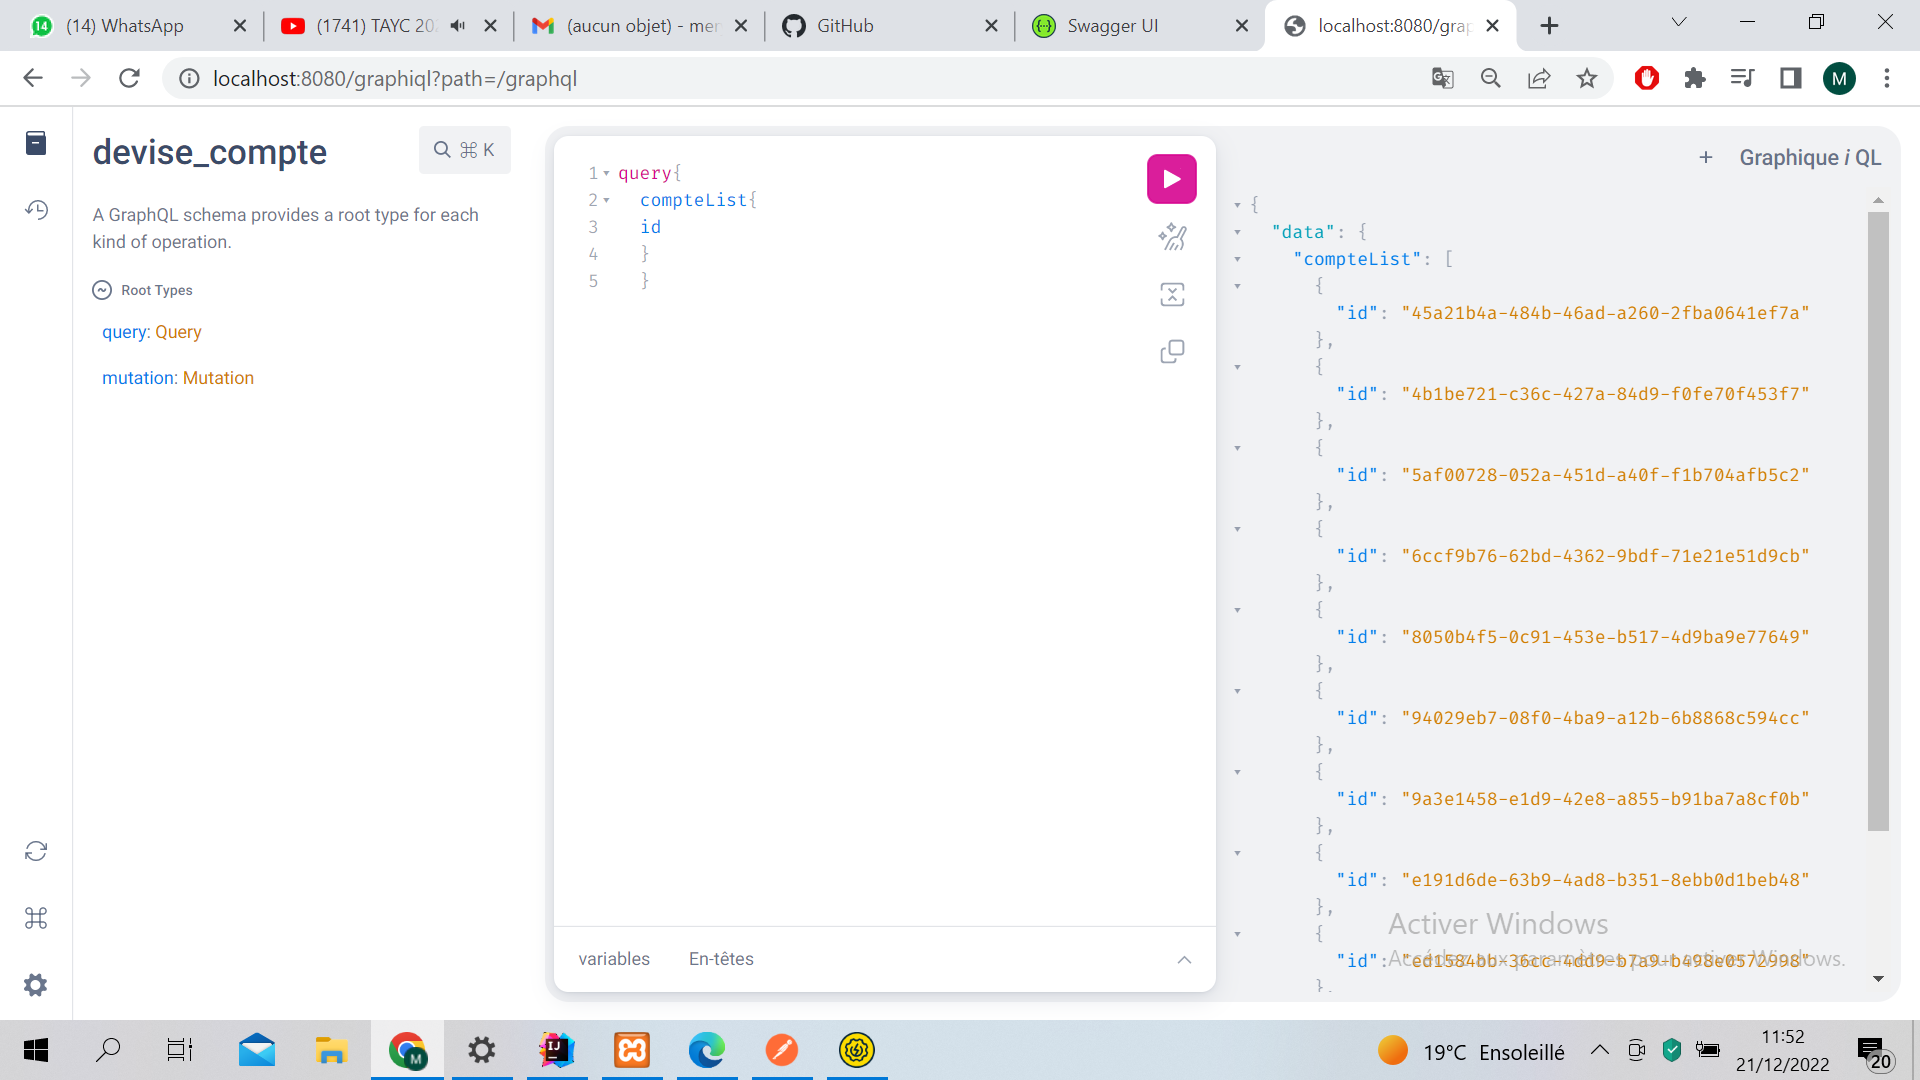 14 (14) WhatsApp (1741) TAYC 20 (aucun objet) - mer GitHub Swagger UI localhost:8080/grap
localhost:8080/graphiql?path=/graphql M
devise_compte
⌘ K
A GraphQL schema provides a root type for each
kind of operation.
Root Types
query: Query
mutation: Mutation
1 query{
2 compteList{
3 id
4 }
5 }
variables En-têtes
+ Graphique i QL
{
"data": {
"compteList": [
{
"id": "45a21b4a-484b-46ad-a260-2fba0641ef7a"
},
{
"id": "4b1be721-c36c-427a-84d9-f0fe70f453f7"
},
{
"id": "5af00728-052a-451d-a40f-f1b704afb5c2"
},
{
"id": "6ccf9b76-62bd-4362-9bdf-71e21e51d9cb"
},
{
"id": "8050b4f5-0c91-453e-b517-4d9ba9e77649"
},
{
"id": "94029eb7-08f0-4ba9-a12b-6b8868c594cc"
},
{
"id": "9a3e1458-e1d9-42e8-a855-b91ba7a8cf0b"
},
{
"id": "e191d6de-63b9-4ad8-b351-8ebb0d1beb48"
},
{
"id": "ed1584bb-36cc-4dd9-b7a9-b498e0572998"
},
Activer Windows
Accédez aux paramètres pour activer Windows.
M IJ 19°C Ensoleillé 11:52
21/12/2022 20